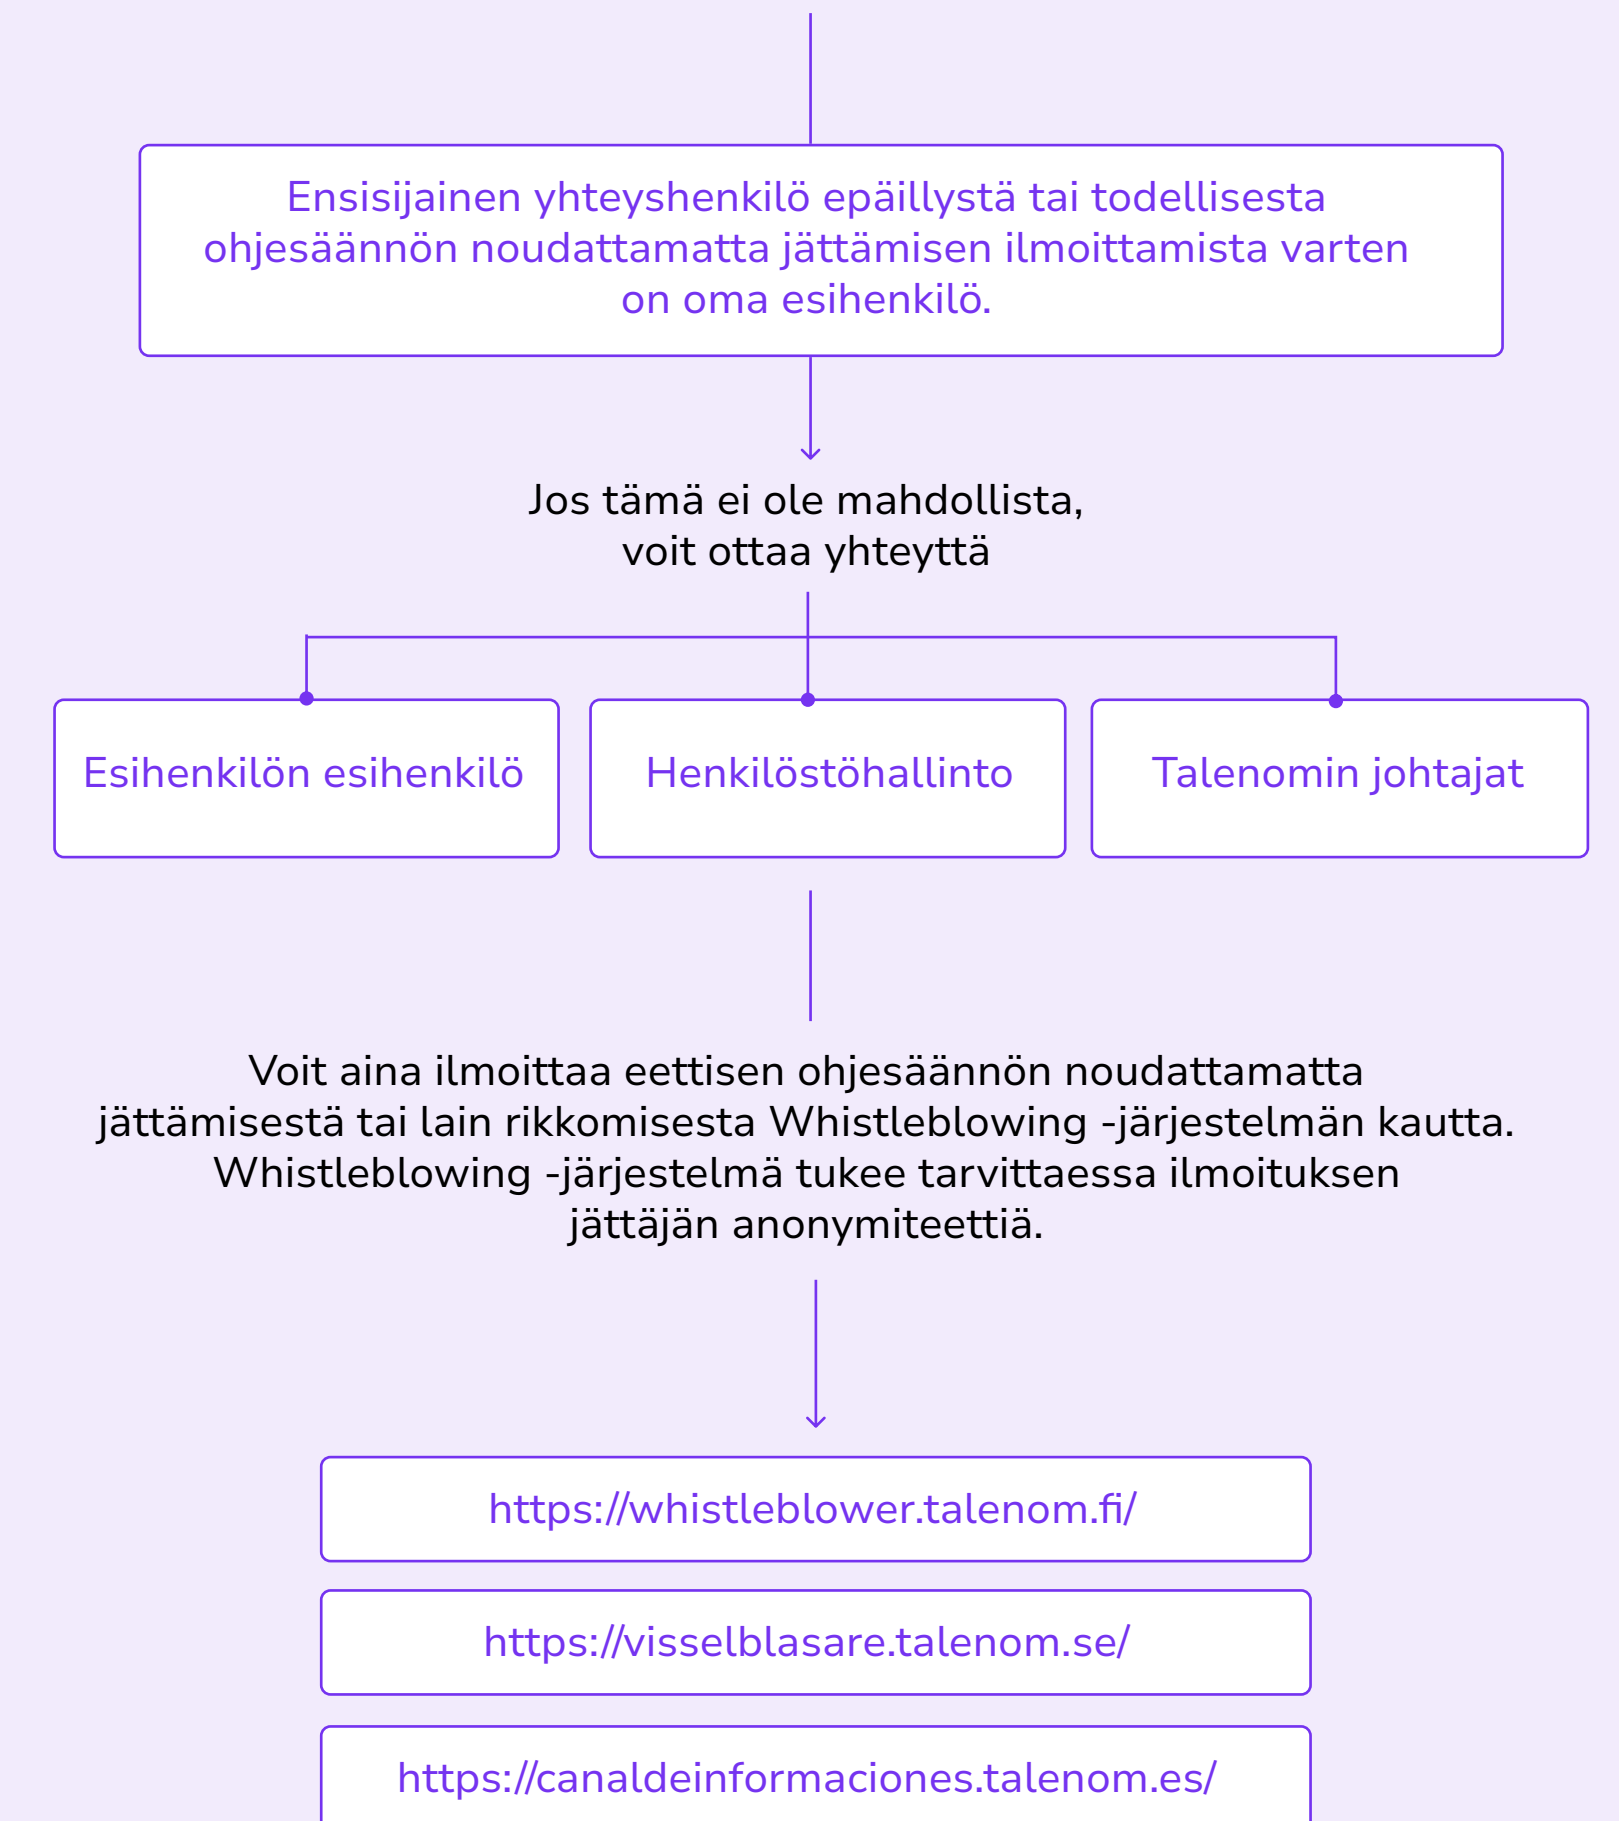 Ensisijainen yhteyshenkilö epäillystä tai todellisesta
ohjesäännön noudattamatta jättämisen ilmoittamista varten
on oma esihenkilö.
Jos tämä ei ole mahdollista,
voit ottaa yhteyttä
Esihenkilön esihenkilö
Henkilöstöhallinto
Talenomin johtajat
Voit aina ilmoittaa eettisen ohjesäännön noudattamatta
jättämisestä tai lain rikkomisesta Whistleblowing -järjestelmän kautta.
Whistleblowing -järjestelmä tukee tarvittaessa ilmoituksen
jättäjän anonymiteettiä.
https://whistleblower.talenom.fi/
https://visselblasare.talenom.se/
https://canaldeinformaciones.talenom.es/